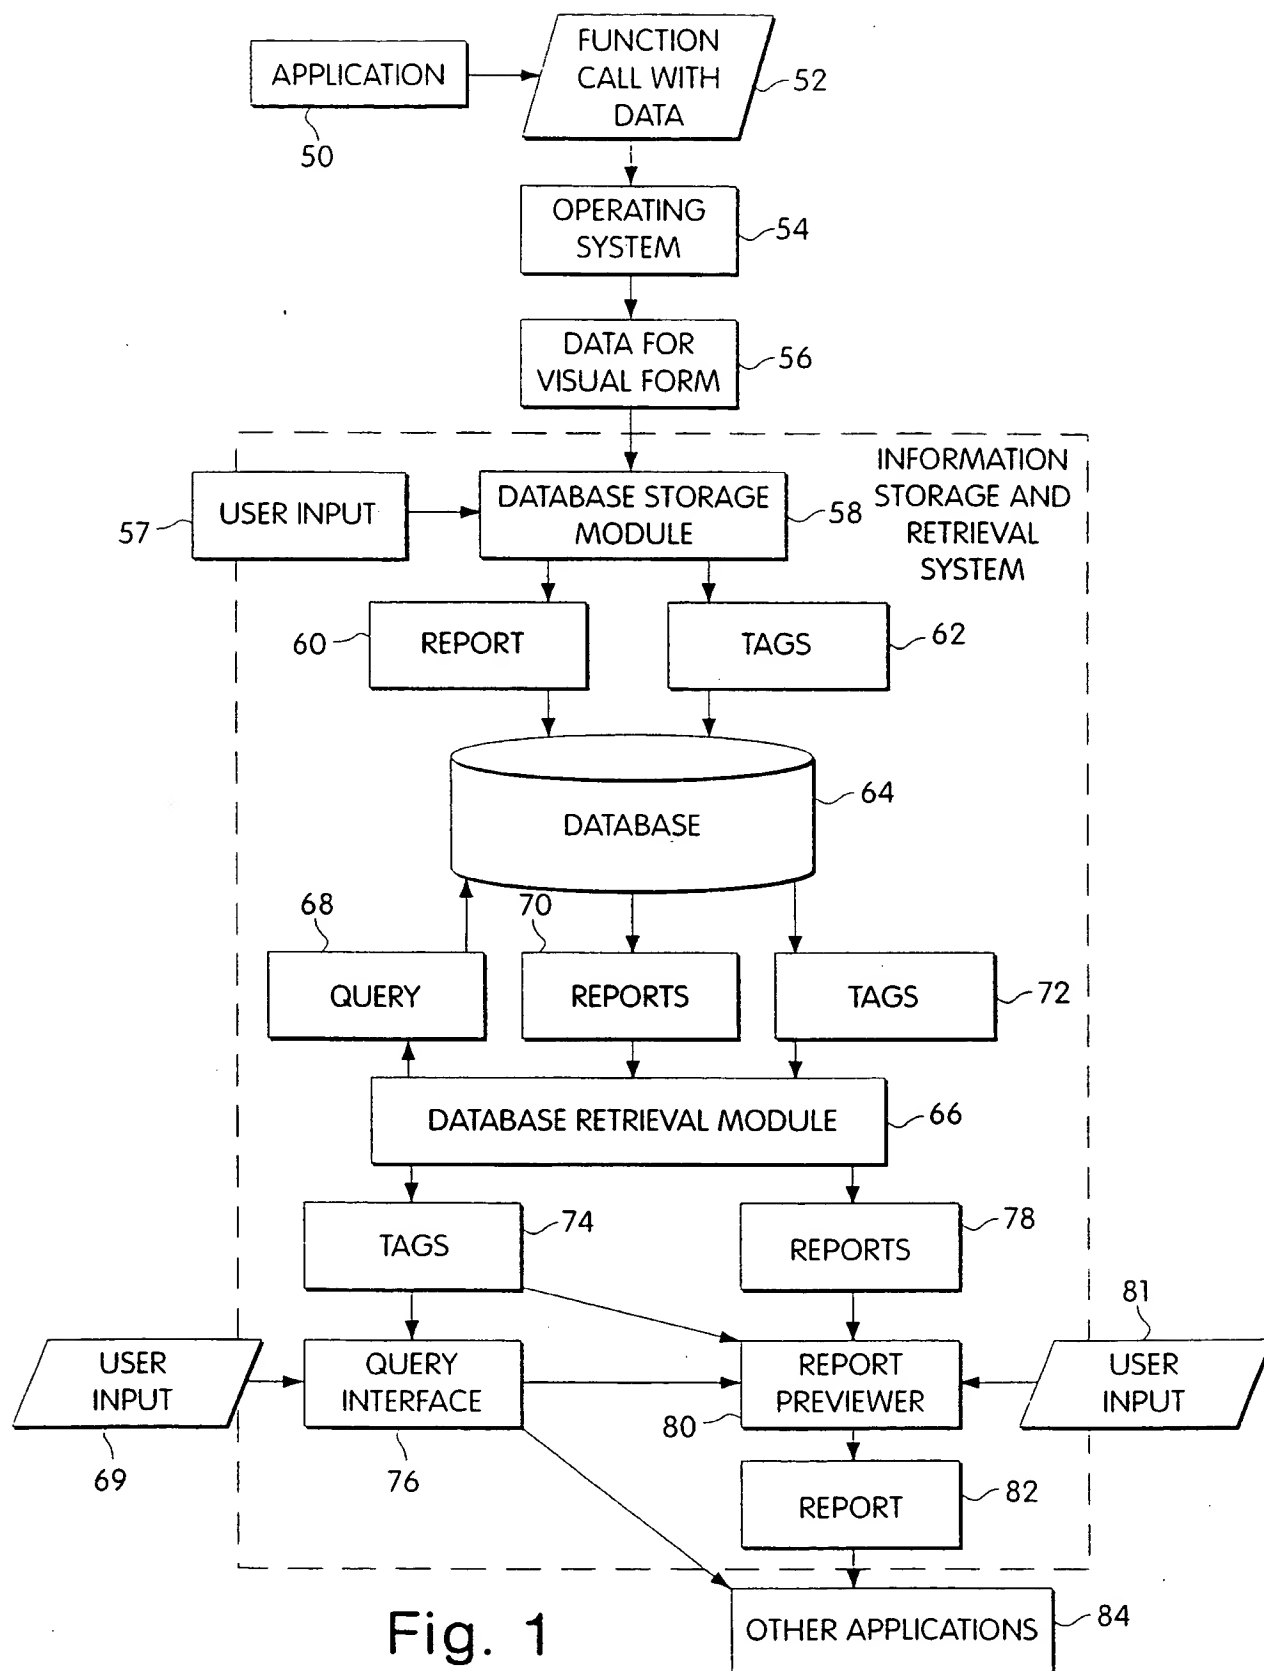 FUNCTION
CALL WITH
DATA
52
APPLICATION
50
OPERATING
SYSTEM
54
DATA FOR
VISUAL FORM
56
INFORMATION
STORAGE AND
RETRIEVAL
SYSTEM
USER INPUT
57
DATABASE STORAGE
MODULE
58
60
REPORT
TAGS
62
DATABASE
64
68
70
QUERY
REPORTS
TAGS
72
DATABASE RETRIEVAL MODULE
66
TAGS
74
REPORTS
78
81
USER
INPUT
69
QUERY
INTERFACE
76
REPORT
PREVIEWER
80
USER
INPUT
REPORT
82
OTHER APPLICATIONS
84
Fig. 1